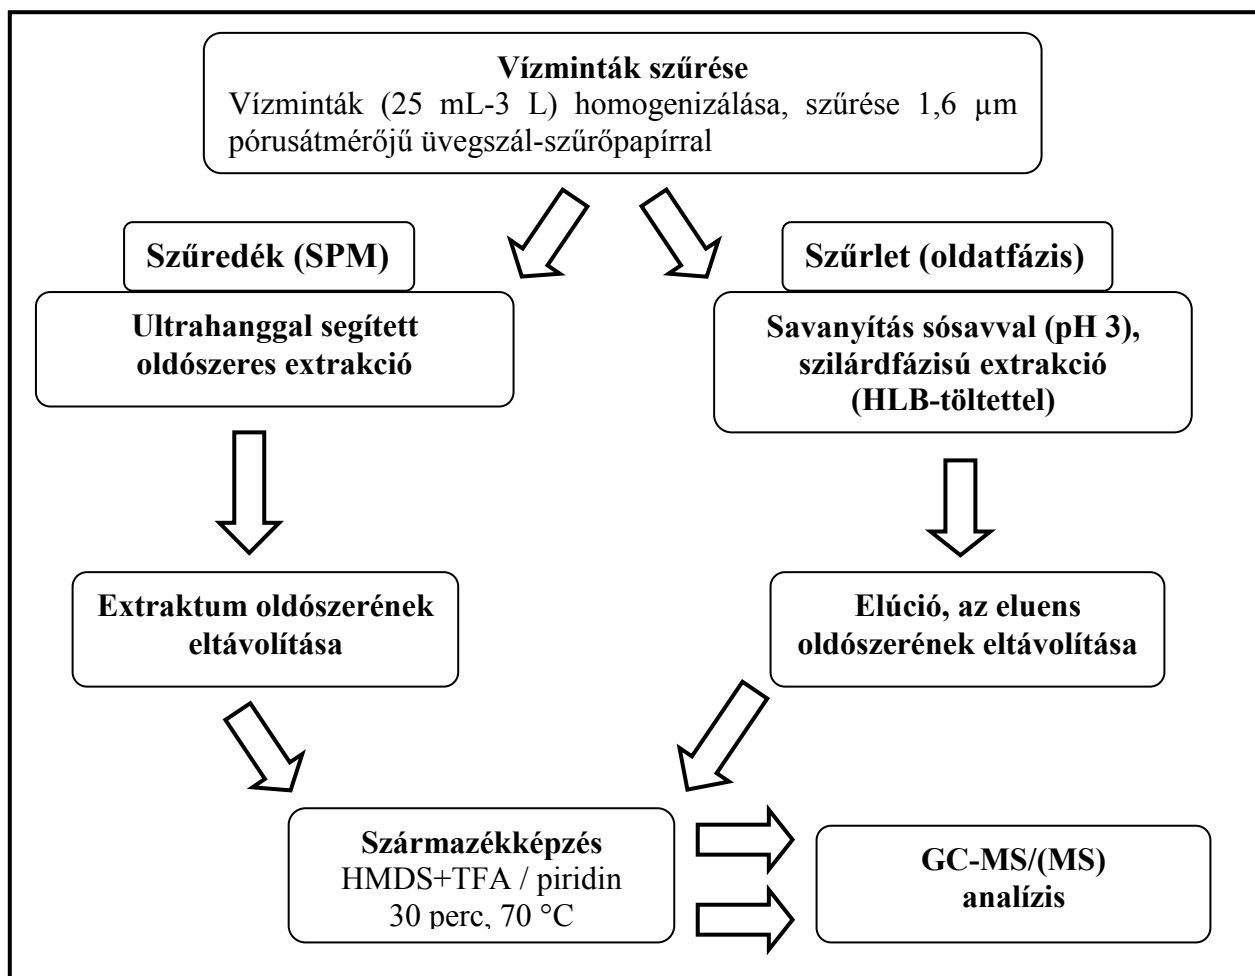 Vízminták szűrése
Vízminták (25 mL-3 L) homogenizálása, szűrése 1,6 µm
pórusátmérőjű üvegszál-szűrőpapírral
Szűredék (SPM)
Ultrahanggal segített
oldószeres extrakció
Szűrlet (oldatfázis)
Savanyítás sósavval (pH 3),
szilárdfázisú extrakció
(HLB-töltettel)
Extraktum oldószerének
eltávolítása
Elúció, az eluens
oldószerének eltávolítása
Származékképzés
HMDS+TFA / piridin
30 perc, 70 °C
GC-MS/(MS)
analízis